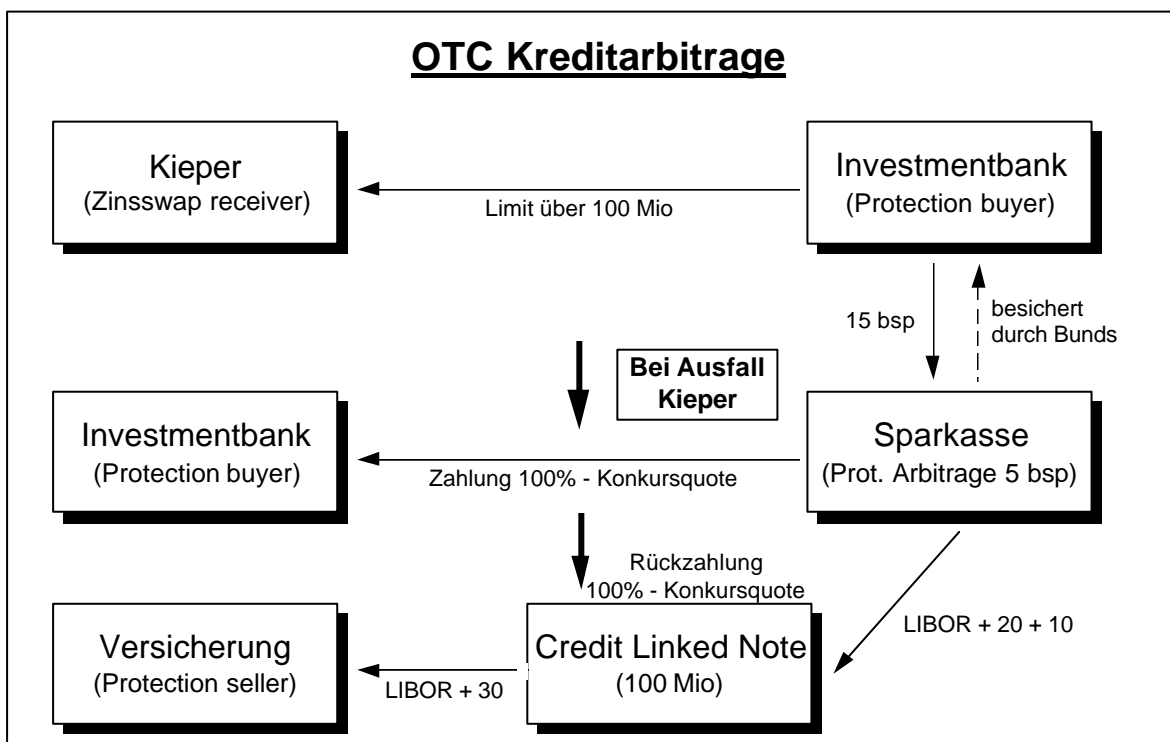 OTC Kreditarbitrage
Kieper
(Zinsswap receiver)
Limit über 100 Mio
Investmentbank
(Protection buyer)
15 bsp
besichert
durch Bunds
Bei Ausfall
Kieper
Investmentbank
(Protection buyer)
Zahlung 100% - Konkursquote
Sparkasse
(Prot. Arbitrage 5 bsp)
Rückzahlung
100% - Konkursquote
LIBOR + 20 + 10
Versicherung
(Protection seller)
LIBOR + 30
Credit Linked Note
(100 Mio)